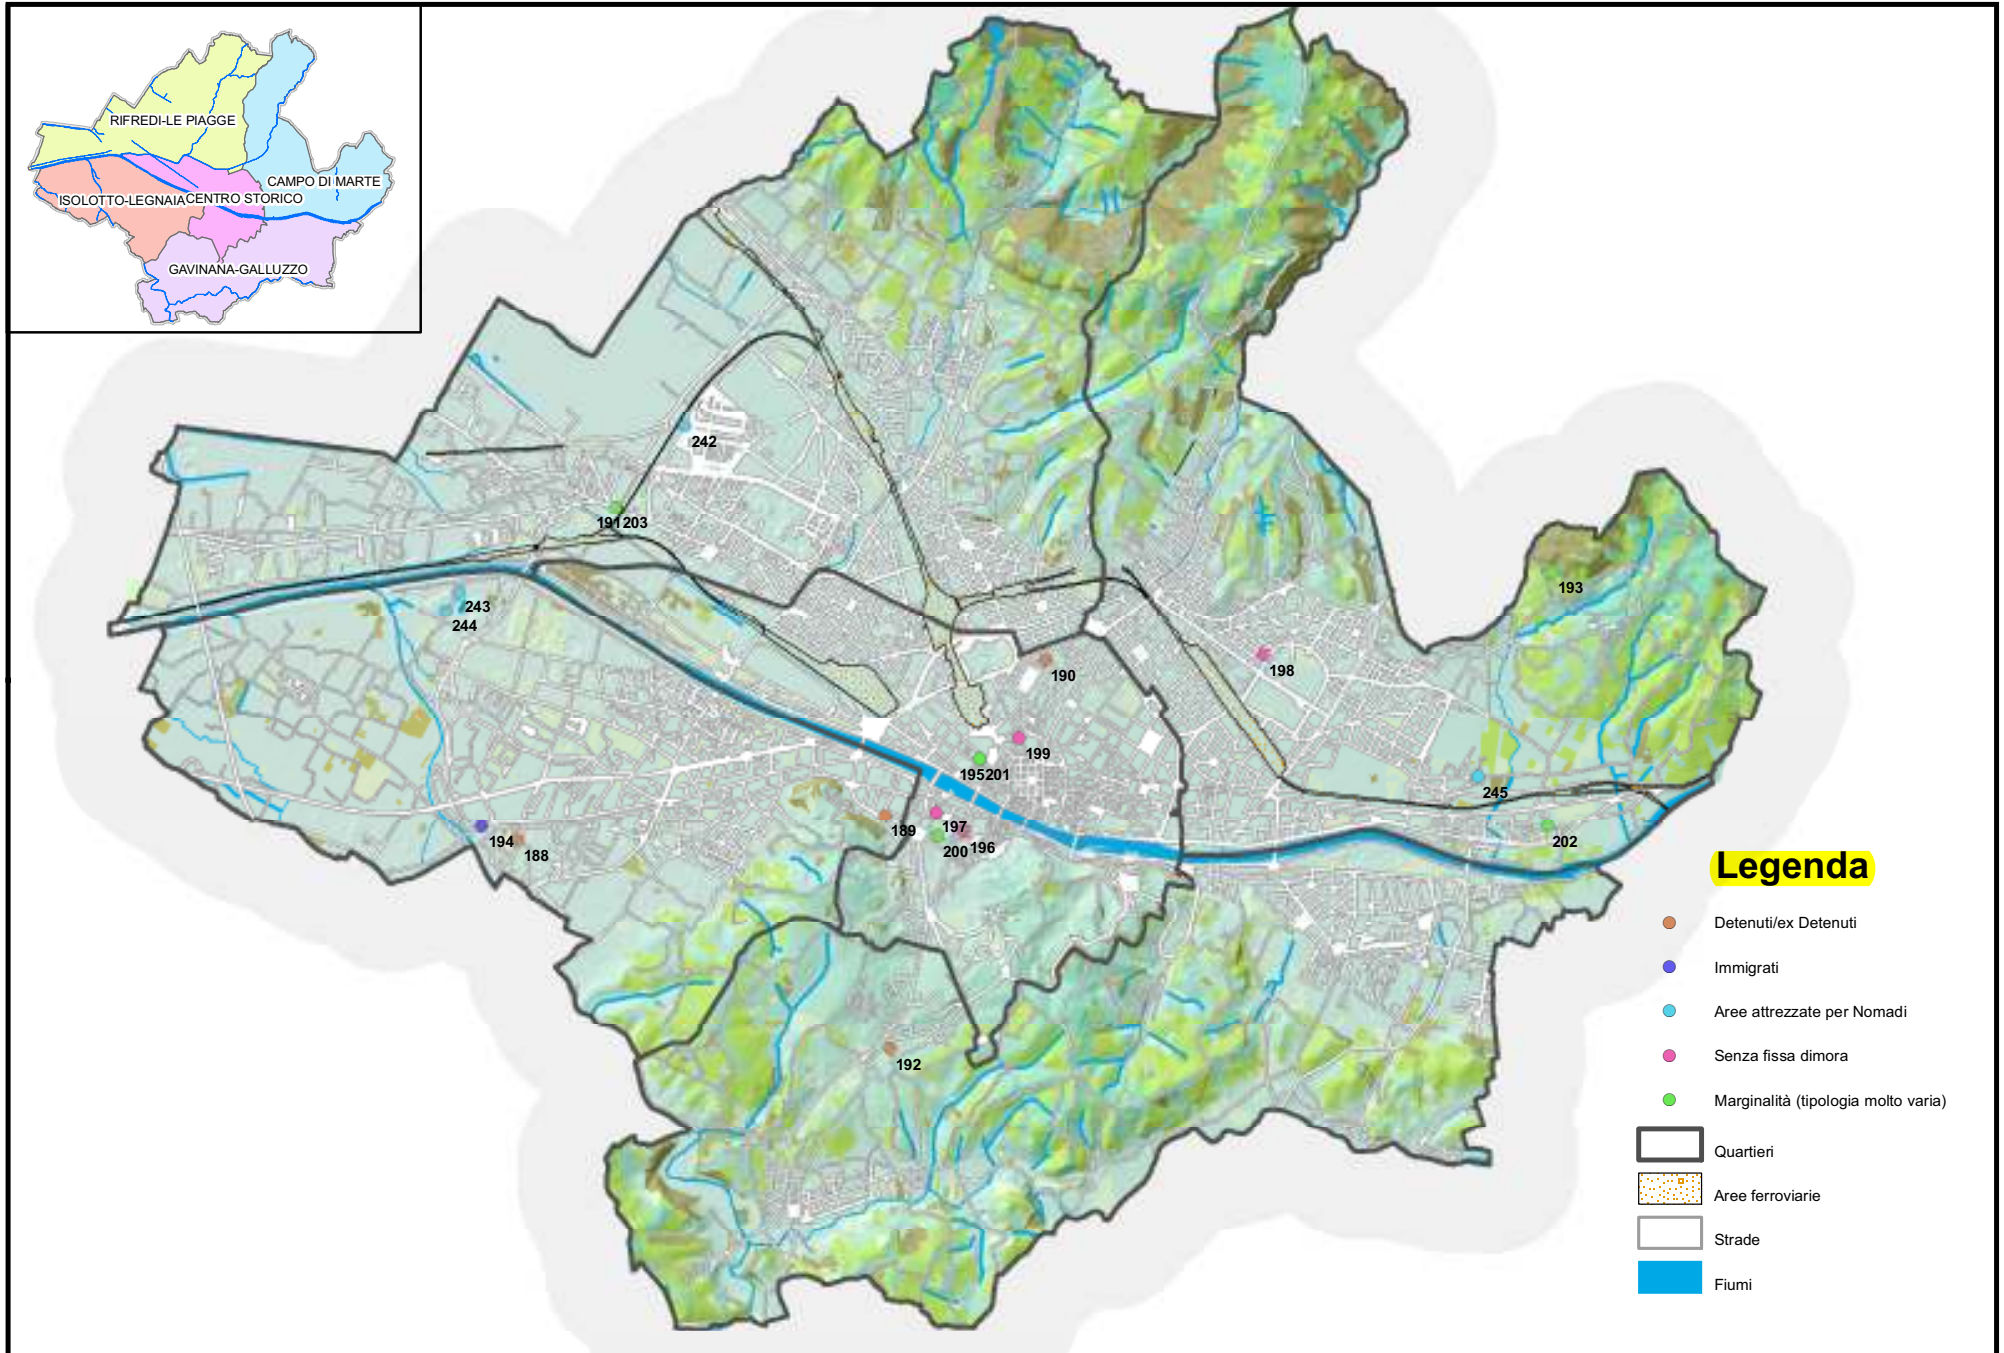 RIFREDI-LE PIAGGE
CAMPO DI MARTE
ISOLOTTO-LEGNAIA
CENTRO STORICO
GAVINANA-GALLUZZO
242
191
203
243
244
193
198
190
199
195
201
245
189
197
194
188
200
196
202
192
Legenda
Detenuti/ex Detenuti
Immigrati
Aree attrezzate per Nomadi
Senza fissa dimora
Marginalità (tipologia molto varia)
Quartieri
Aree ferroviarie
Strade
Fiumi